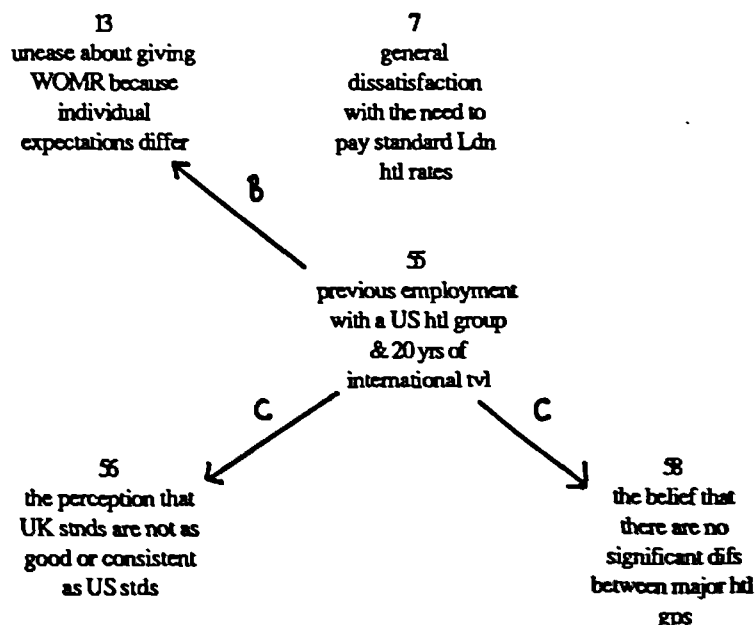 13
unease about giving
WOMR because
individual
expectations differ
7
general
dissatisfaction
with the need to
pay standard Ldn
htl rates
B
55
previous employment
with a US htl group
& 20 yrs of
international tvl
C
C
56
the perception that
UK stnds are not as
good or consistent
as US stds
58
the belief that
there are no
significant difs
between major htl
gps